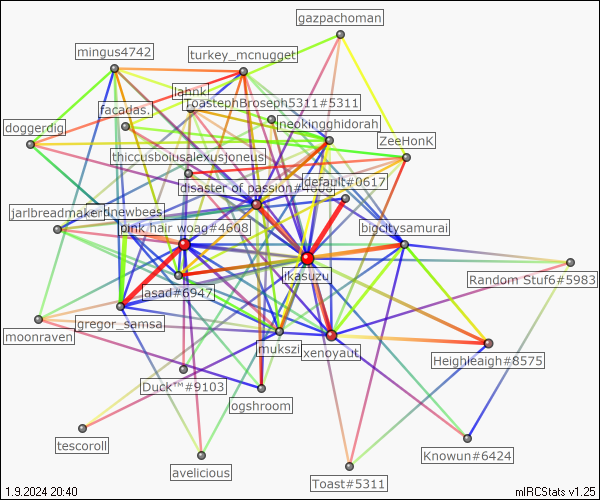 gazpachoman
mingus4742
turkey_mcnugget
lahnk
ToastephBroseph5311#5311
facadas.
neokingghidorah
doggerdig
ZeeHonK
thiccusbolusalexusjoneus
default#0617
disaster of passion#4606
jarlbreadmaker
newbees
pink hair woag#4608
bigcitysamurai
ikasuzu
Random Stuf6#5983
asad#6947
gregor_samsa
moonraven
mukszi
xenoyaut
Heighleaigh#8575
Duck™#9103
ogshroom
tescoroll
Knowun#6424
avelicious
Toast#5311
1.9.2024 20:40
mIRCStats v1.25